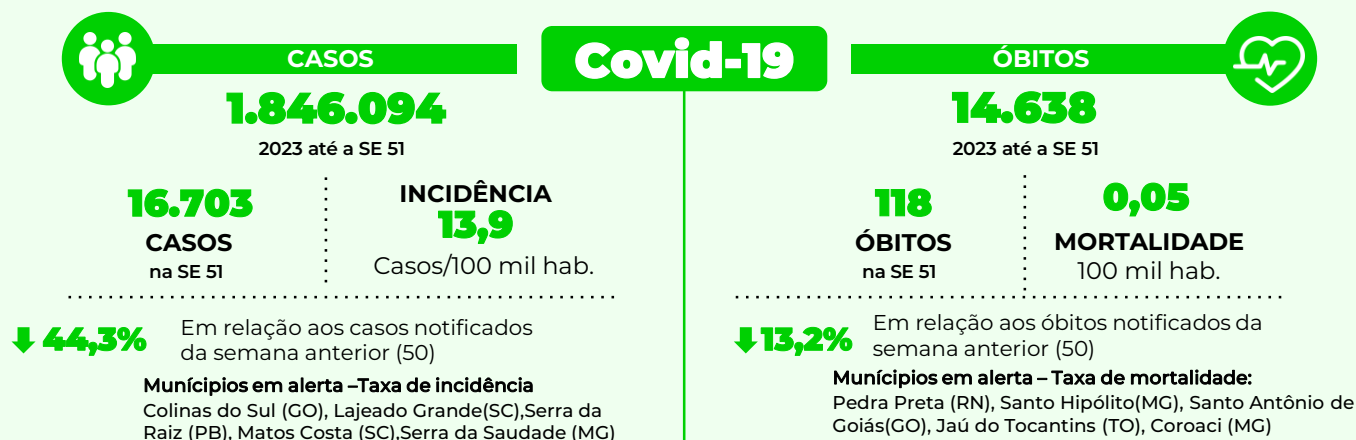 Covid-19
CASOS
1.846.094
2023 até a SE 51
16.703
CASOS
na SE 51
INCIDÊNCIA
13,9
Casos/100 mil hab.
44,3%
Em relação aos casos notificados
da semana anterior (50)
Munícipios em alerta –Taxa de incidência
Colinas do Sul (GO), Lajeado Grande(SC),Serra da
Raiz (PB), Matos Costa (SC),Serra da Saudade (MG)
ÓBITOS
14.638
2023 até a SE 51
118
ÓBITOS
na SE 51
0,05
MORTALIDADE
100 mil hab.
13,2%
Em relação aos óbitos notificados da
semana anterior (50)
Munícipios em alerta – Taxa de mortalidade:
Pedra Preta (RN), Santo Hipólito(MG), Santo Antônio de
Goiás(GO), Jaú do Tocantins (TO), Coroaci (MG)